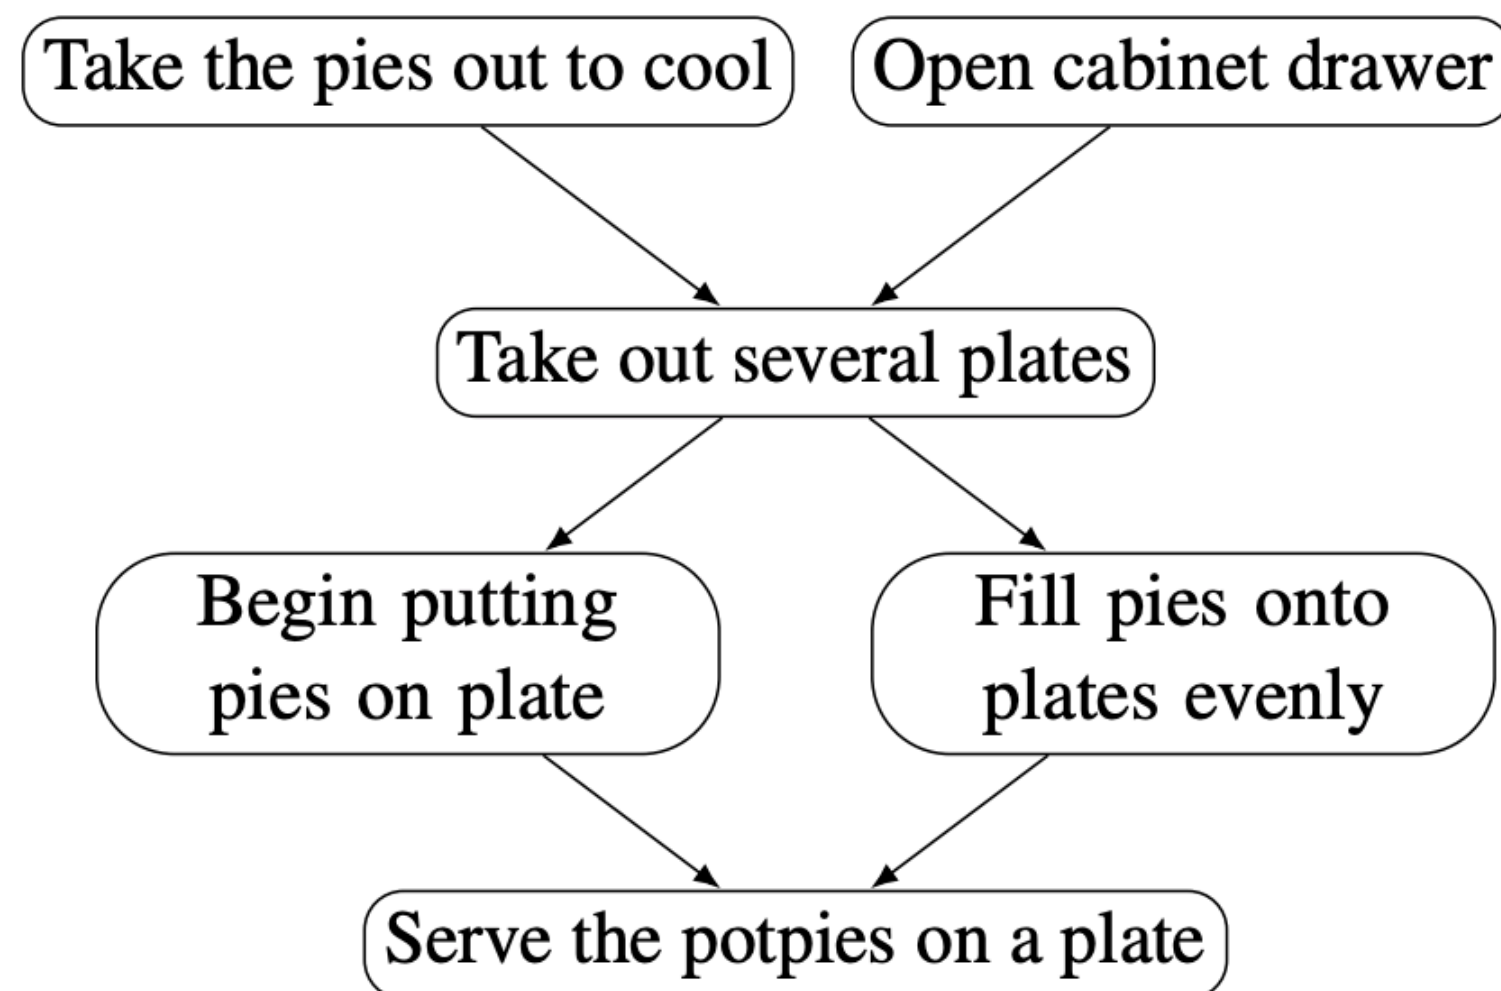 Take the pies out to cool
Open cabinet drawer
Take out several plates
Begin putting
pies on plate
Fill pies onto
plates evenly
Serve the potpies on a plate